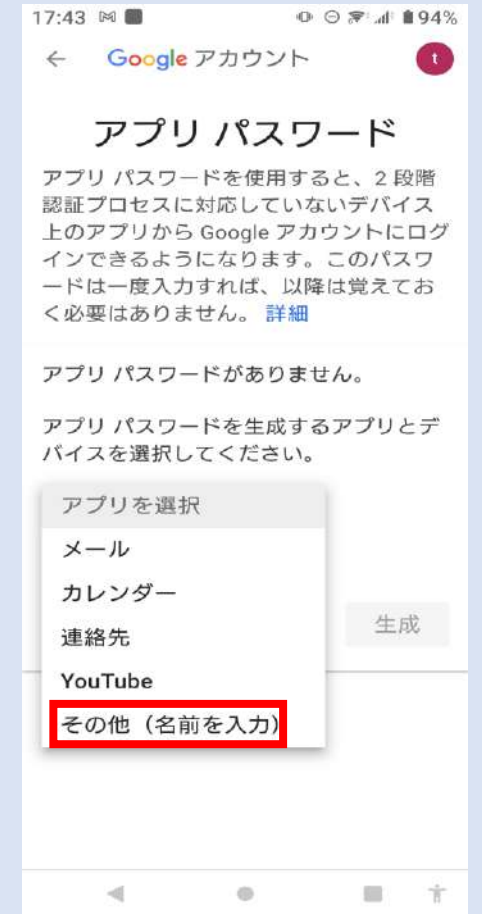 17:43 94%
Google アカウント t
アプリ パスワード
アプリ パスワードを使用すると、2 段階
認証プロセスに対応していないデバイス
上のアプリから Google アカウントにログ
インできるようになります。このパスワ
ードは一度入力すれば、以降は覚えてお
く必要はありません。 詳細
アプリ パスワードがありません。
アプリ パスワードを生成するアプリとデ
バイスを選択してください。
アプリを選択
メール
カレンダー
連絡先
生成
YouTube
その他（名前を入力）